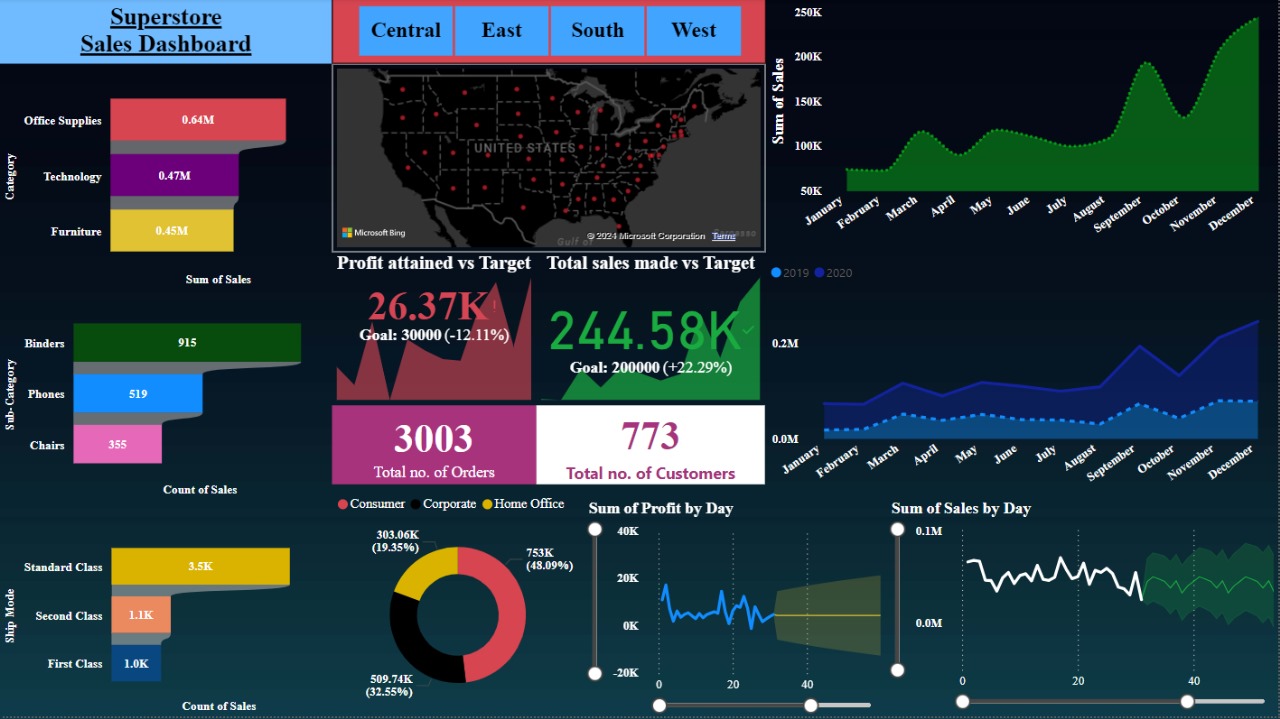 Superstore
Sales Dashboard
Category
Office Supplies
0.64M
Technology
0.47M
Furniture
0.45M
Sum of Sales
Sub-Category
Binders
915
Phones
519
Chairs
355
Count of Sales
Ship Mode
Standard Class
3.5K
Second Class
1.1K
First Class
1.0K
Count of Sales
Central
East
South
West
UNITED STATES
Gulf of
Microsoft Bing
© 2024 Microsoft Corporation Terms
Profit attained vs Target
26.37K!
Goal: 30000 (-12.11%)
Total sales made vs Target
244.58K
Goal: 200000 (+22.29%)
3003
Total no. of Orders
773
Total no. of Customers
Consumer
Corporate
Home Office
303.06K
(19.35%)
753K
(48.09%)
509.74K
(32.55%)
Sum of Sales
250K
200K
150K
100K
50K
January
February
March
April
May
June
July
August
September
October
November
December
2019
2020
0.2M
0.0M
January
February
March
April
May
June
July
August
September
October
November
December
Sum of Profit by Day
40K
20K
0K
-20K
0
20
40
Sum of Sales by Day
0.1M
0.0M
0
20
40